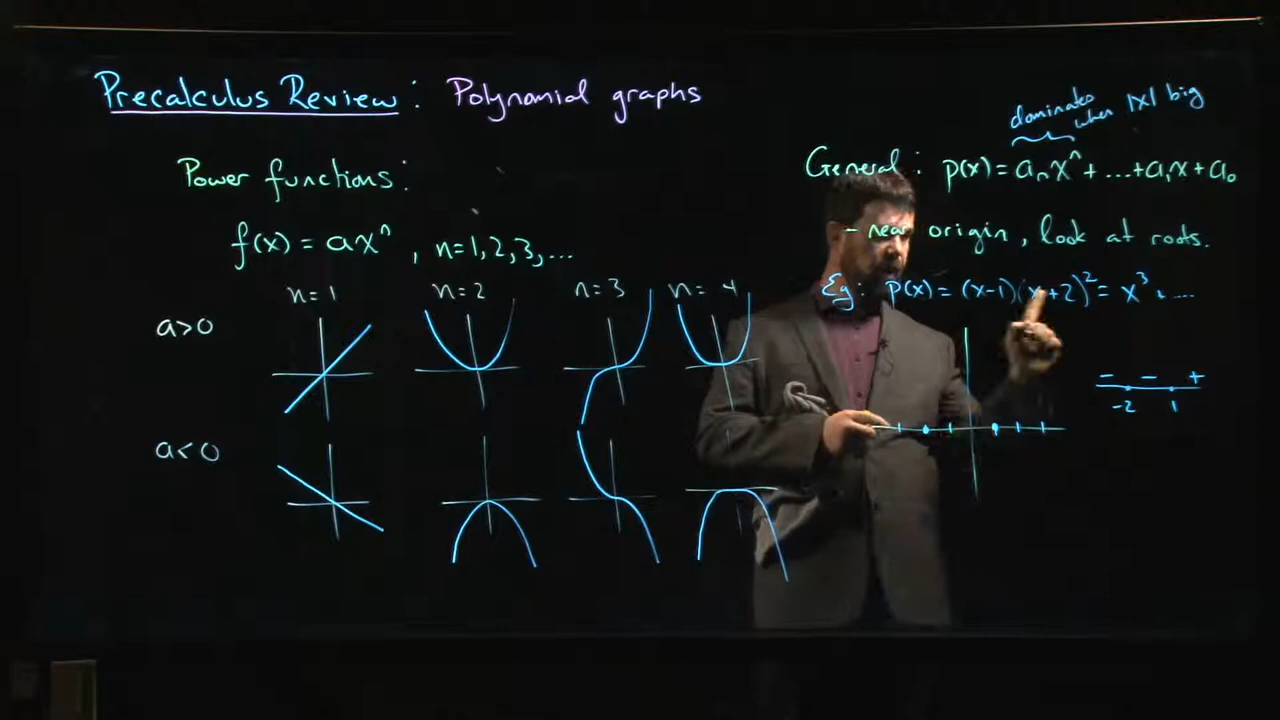 Precalculus Review: Polynomial graphs
dominates when |x| big
Power functions:
General: p(x) = aₙxⁿ + ... + a₁x + a₀
f(x) = axⁿ, n=1,2,3,...
- near origin, look at roots.
n=1 n=2 n=3 n=4
Eg: p(x) = (x-1)(x+2)² = x³ + ...
a>0
- - +
-2 1
a<0